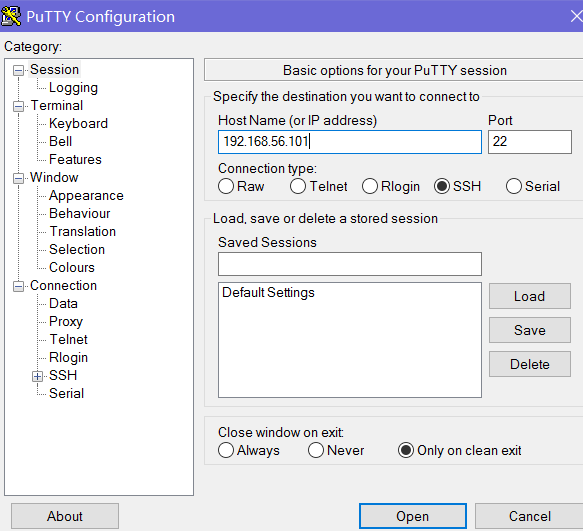 PuTTY Configuration
Category:
Session
Logging
Terminal
Keyboard
Bell
Features
Window
Appearance
Behaviour
Translation
Selection
Colours
Connection
Data
Proxy
Telnet
Rlogin
SSH
Serial
Basic options for your PuTTY session
Specify the destination you want to connect to
Host Name (or IP address) Port
192.168.56.101 22
Connection type:
Raw Telnet Rlogin SSH Serial
Load, save or delete a stored session
Saved Sessions
Default Settings
Load
Save
Delete
Close window on exit:
Always Never Only on clean exit
About Open Cancel